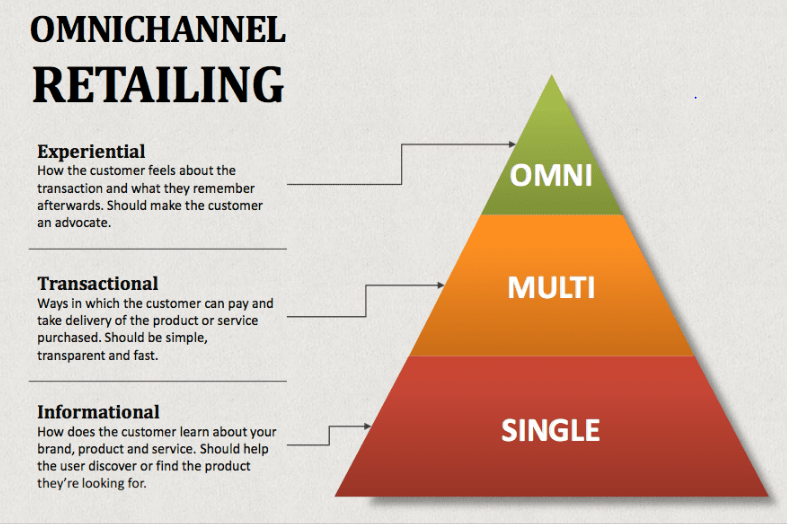 OMNICHANNEL
RETAILING
Experiential
How the customer feels about the
transaction and what they remember
afterwards. Should make the customer
an advocate.
Transactional
Ways in which the customer can pay and
take delivery of the product or service
purchased. Should be simple,
transparent and fast.
Informational
How does the customer learn about your
brand, product and service. Should help
the user discover or find the product
they're looking for.
OMNI
MULTI
SINGLE